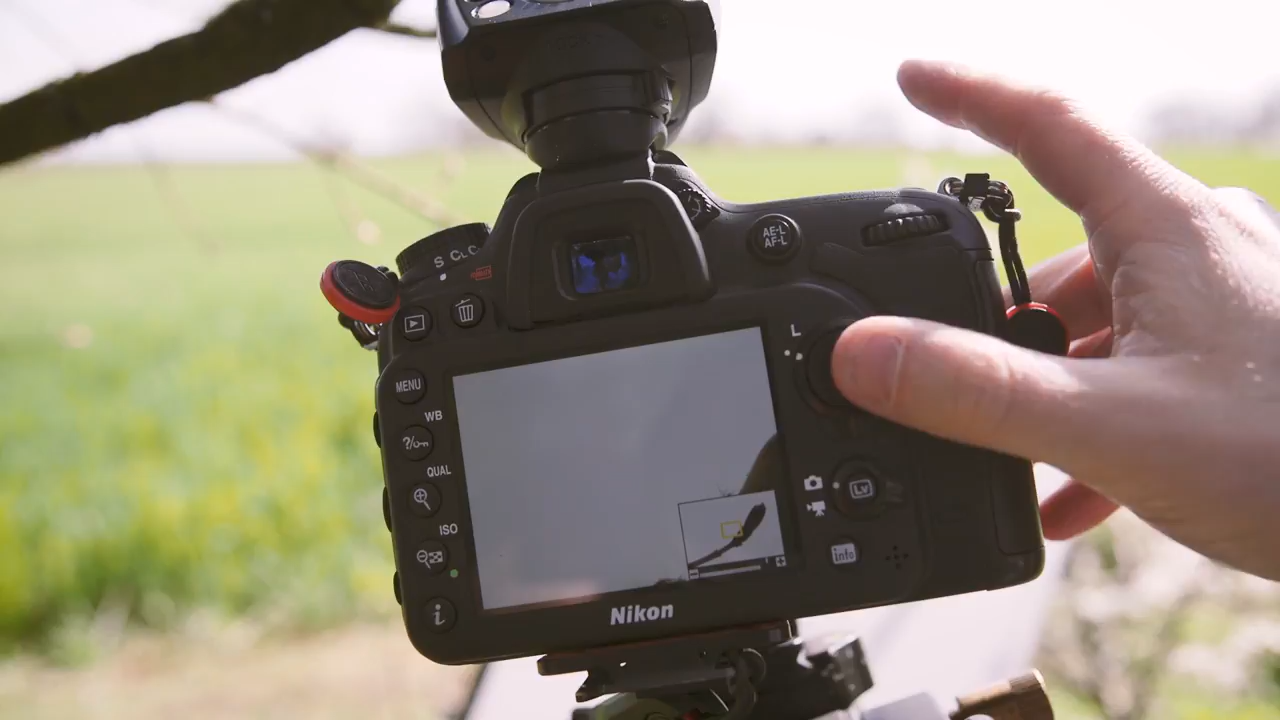 S CL C
AE-L
AF-L
L
MENU
WB
?
QUAL
ISO
Lv
info
i
Nikon